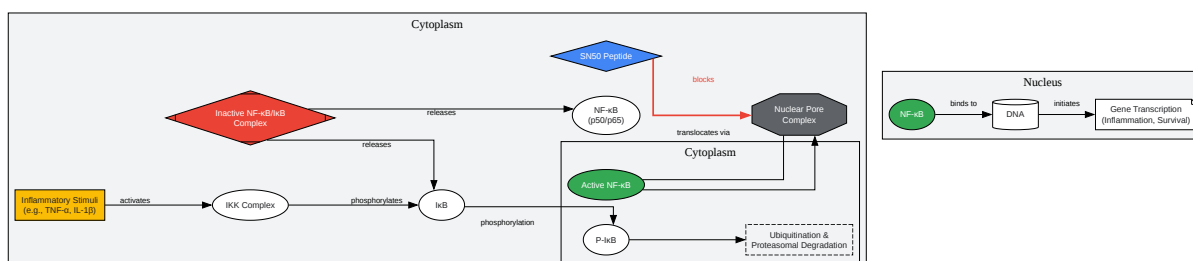 Cytoplasm
SN50 Peptide
blocks
Inactive NF-κB/IκB
Complex
releases
NF-κB
(p50/p65)
Nuclear Pore
Complex
translocates via
releases
Cytoplasm
Active NF-κB
Inflammatory Stimuli
(e.g., TNF-α, IL-1β)
activates
IKK Complex
phosphorylates
IκB
phosphorylation
P-IκB
Ubiquitination &
Proteasomal Degradation
Nucleus
NF-κB
binds to
DNA
initiates
Gene Transcription
(Inflammation, Survival)